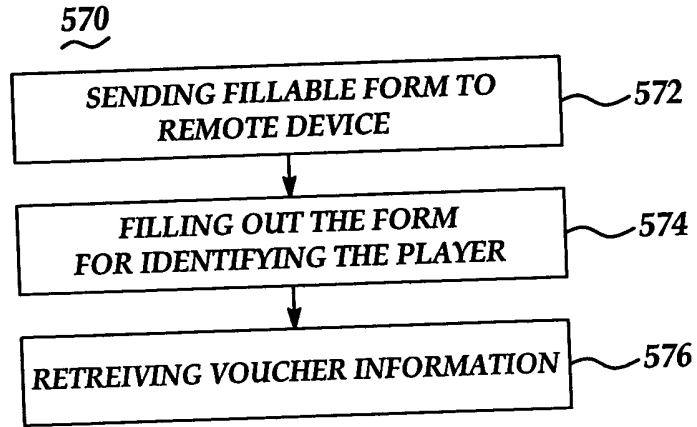 570
SENDING FILLABLE FORM TO
REMOTE DEVICE
572
FILLING OUT THE FORM
FOR IDENTIFYING THE PLAYER
574
RETREIVING VOUCHER INFORMATION
576